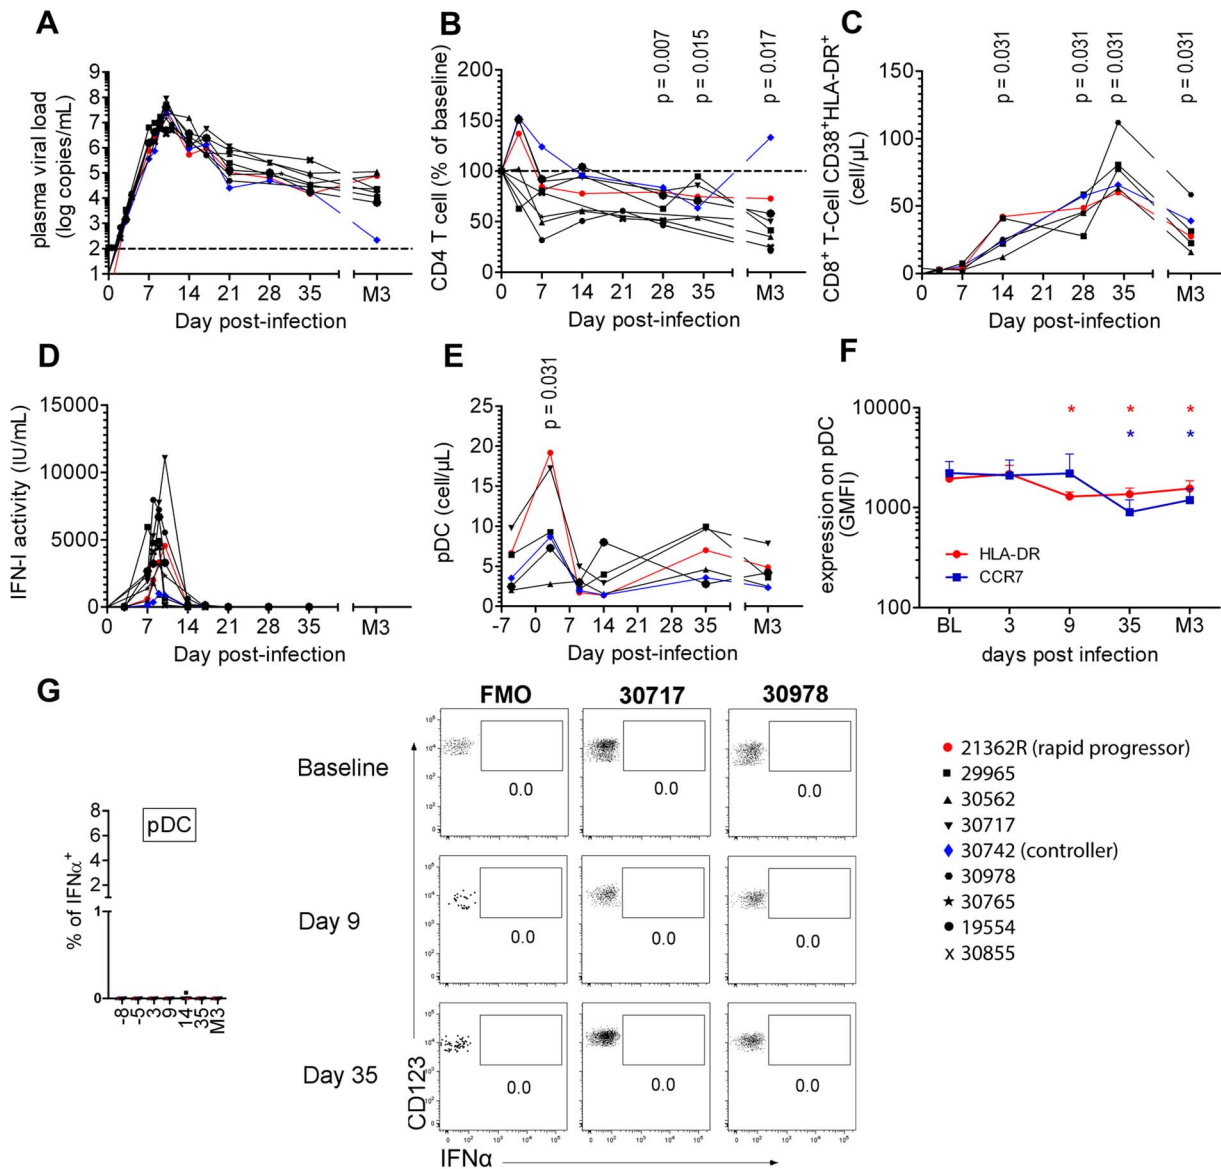 A
plasma viral load
(log copies/mL)
9
8
7
6
5
4
3
2
1
0 7 14 21 28 35 M3
Day post-infection
B
p = 0.007
p = 0.015
p = 0.017
CD4 T cell (% of baseline)
200
150
100
50
0
0 7 14 21 28 35 M3
Day post-infection
C
p = 0.031
p = 0.031
p = 0.031
p = 0.031
CD8⁺ T-Cell CD38⁺HLA-DR⁺
(cell/µL)
150
100
50
0
0 7 14 21 28 35 M3
Day post-infection
D
IFN-I activity (IU/mL)
15000
10000
5000
0
0 7 14 21 28 35 M3
Day post-infection
E
p = 0.031
pDC (cell/µL)
25
20
15
10
5
0
-7 0 7 14 21 28 35 M3
Day post-infection
F
expression on pDC
(GMFI)
10000
1000
100
* * *
* *
HLA-DR
CCR7
BL 3 9 35 M3
days post infection
G
% of IFNα⁺
8
6
4
2
1
0
pDC
-8 -5 3 9 14 35 M3
FMO 30717 30978
Baseline
0.0 0.0 0.0
Day 9
0.0 0.0 0.0
Day 35
0.0 0.0 0.0
CD123
IFNα
21362R (rapid progressor)
29965
30562
30717
30742 (controller)
30978
30765
19554
x 30855